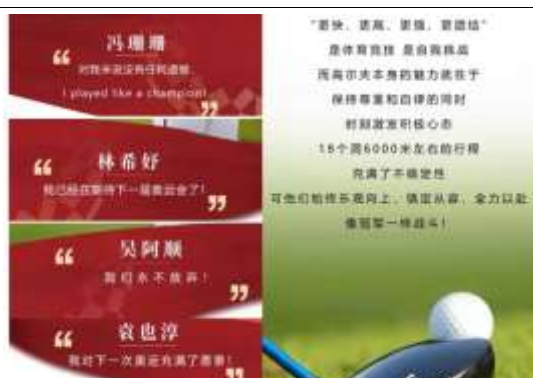 冯珊珊
对我来说没有任何遗憾，
I played like a champion!
林希妤
我已经在期待下一届奥运会了！
吴阿顺
我们永不放弃！
袁也淳
我对下一次奥运充满了愿景！
“更快、更高、更强、更团结”
是体育竞技 是自我挑战
而高尔夫本身的魅力就在于
保持尊重和自律的同时
时刻激发积极心态
18个洞6000米左右的行程
充满了不确定性
可他们始终乐观向上、镇定从容、全力以赴
像冠军一样战斗！